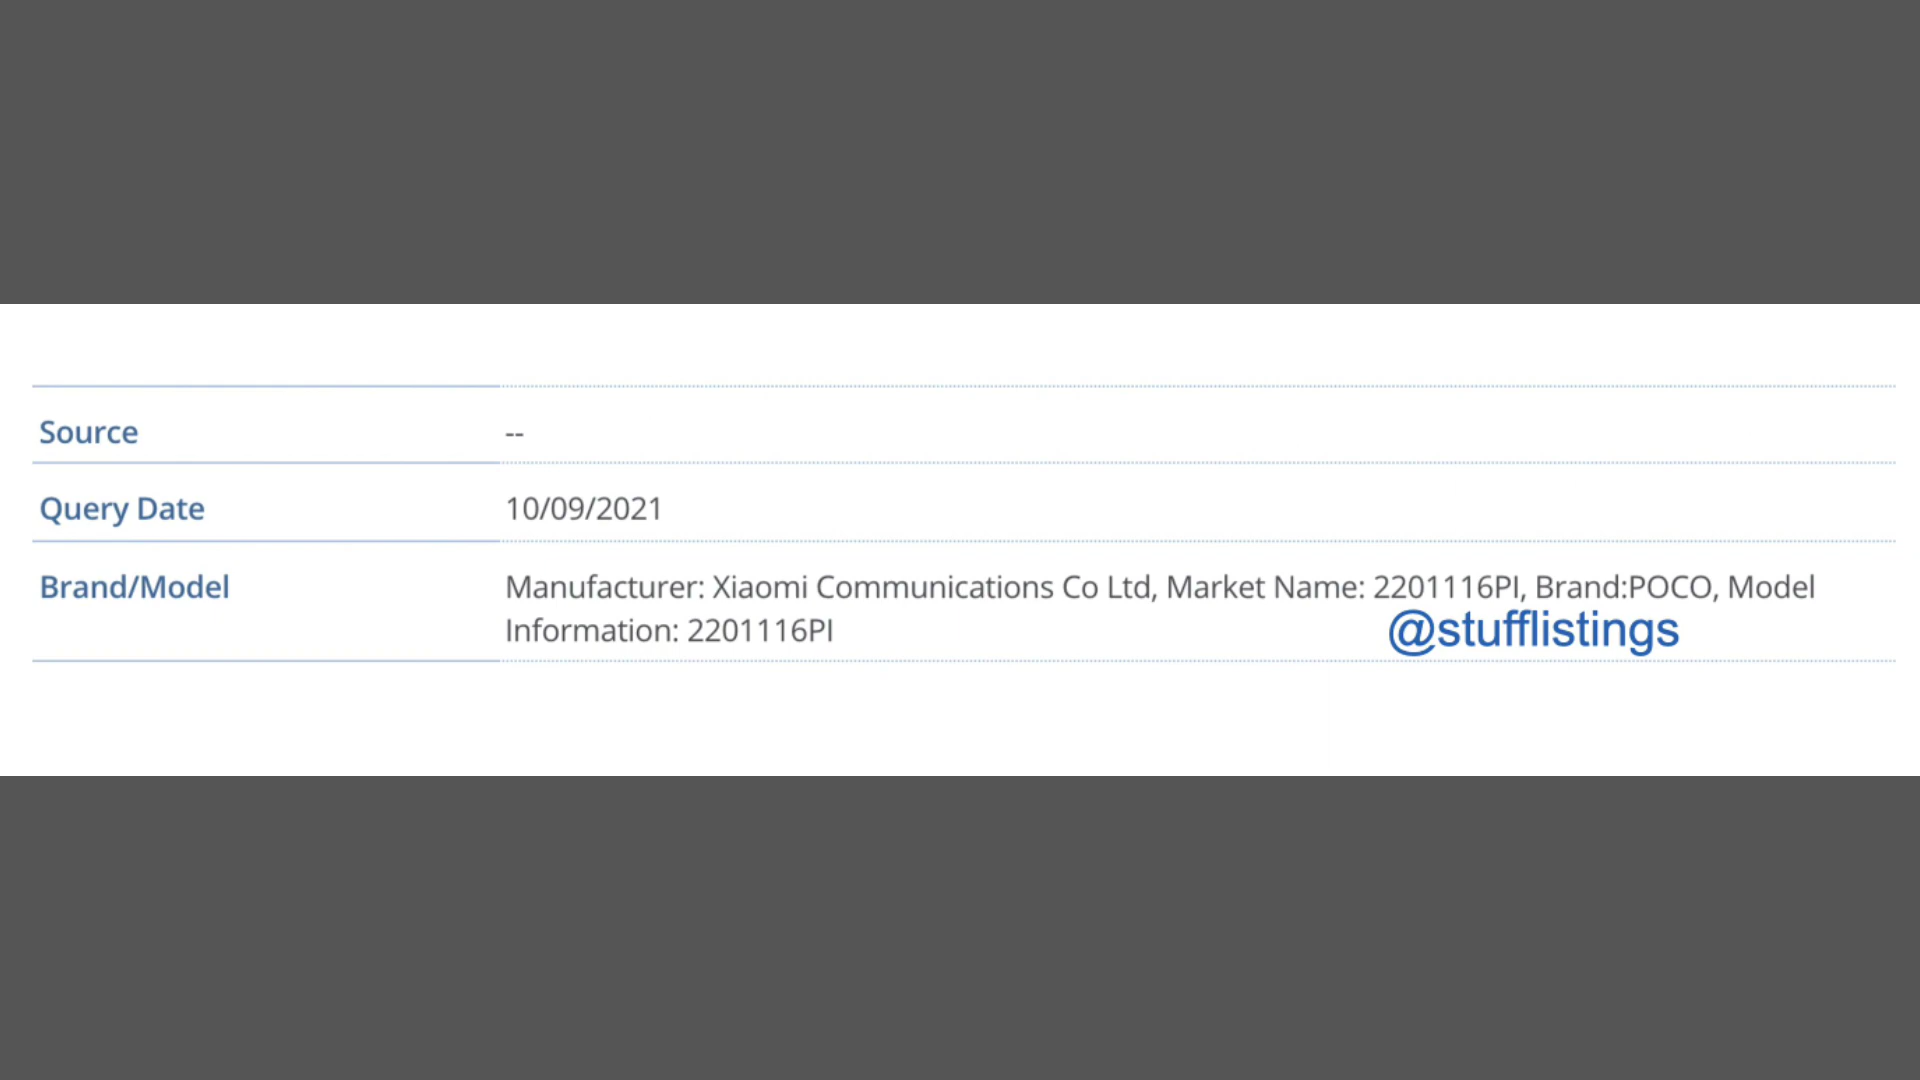 Source --
Query Date 10/09/2021
Brand/Model Manufacturer: Xiaomi Communications Co Ltd, Market Name: 2201116PI, Brand:POCO, Model
Information: 2201116PI
@stufflistings